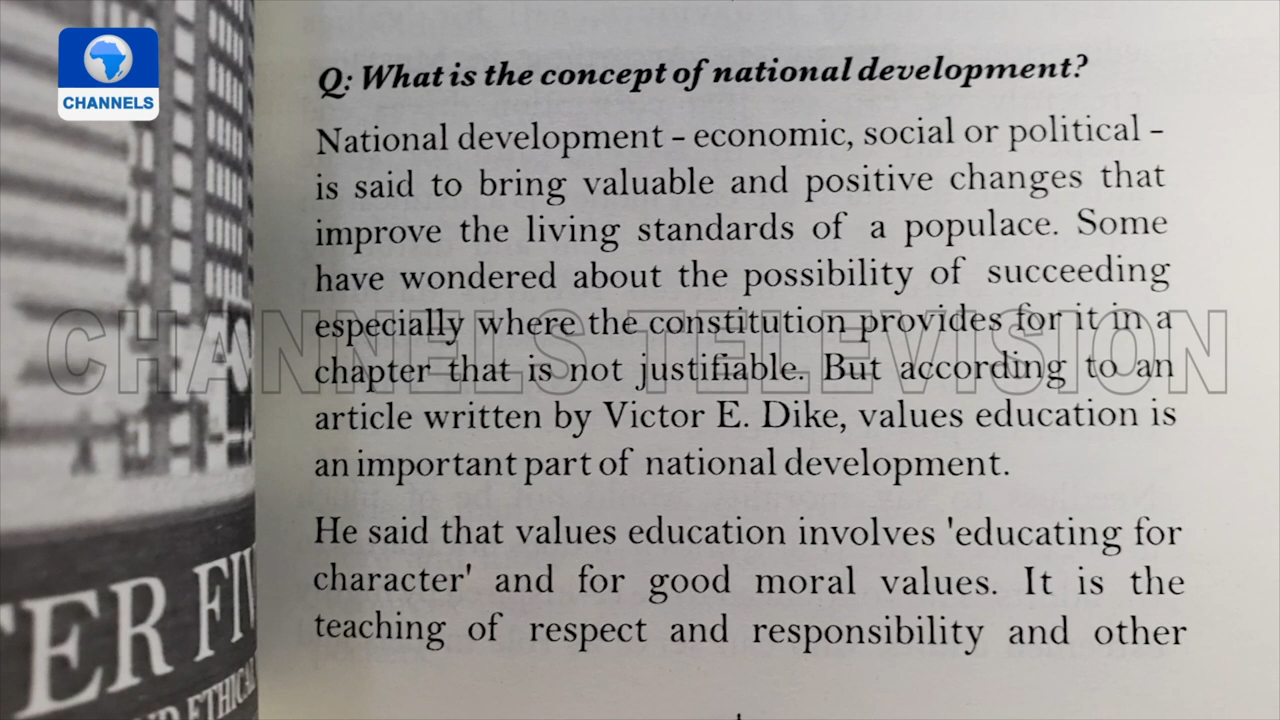 CHANNELS
Q: What is the concept of national development?
National development – economic, social or political –
is said to bring valuable and positive changes that
improve the living standards of a populace. Some
have wondered about the possibility of succeeding
especially where the constitution provides for it in a
chapter that is not justifiable. But according to an
article written by Victor E. Dike, values education is
an important part of national development.
He said that values education involves 'educating for
character' and for good moral values. It is the
teaching of respect and responsibility and other
CHANNELS TELEVISION
TER FIV
ETHICAL